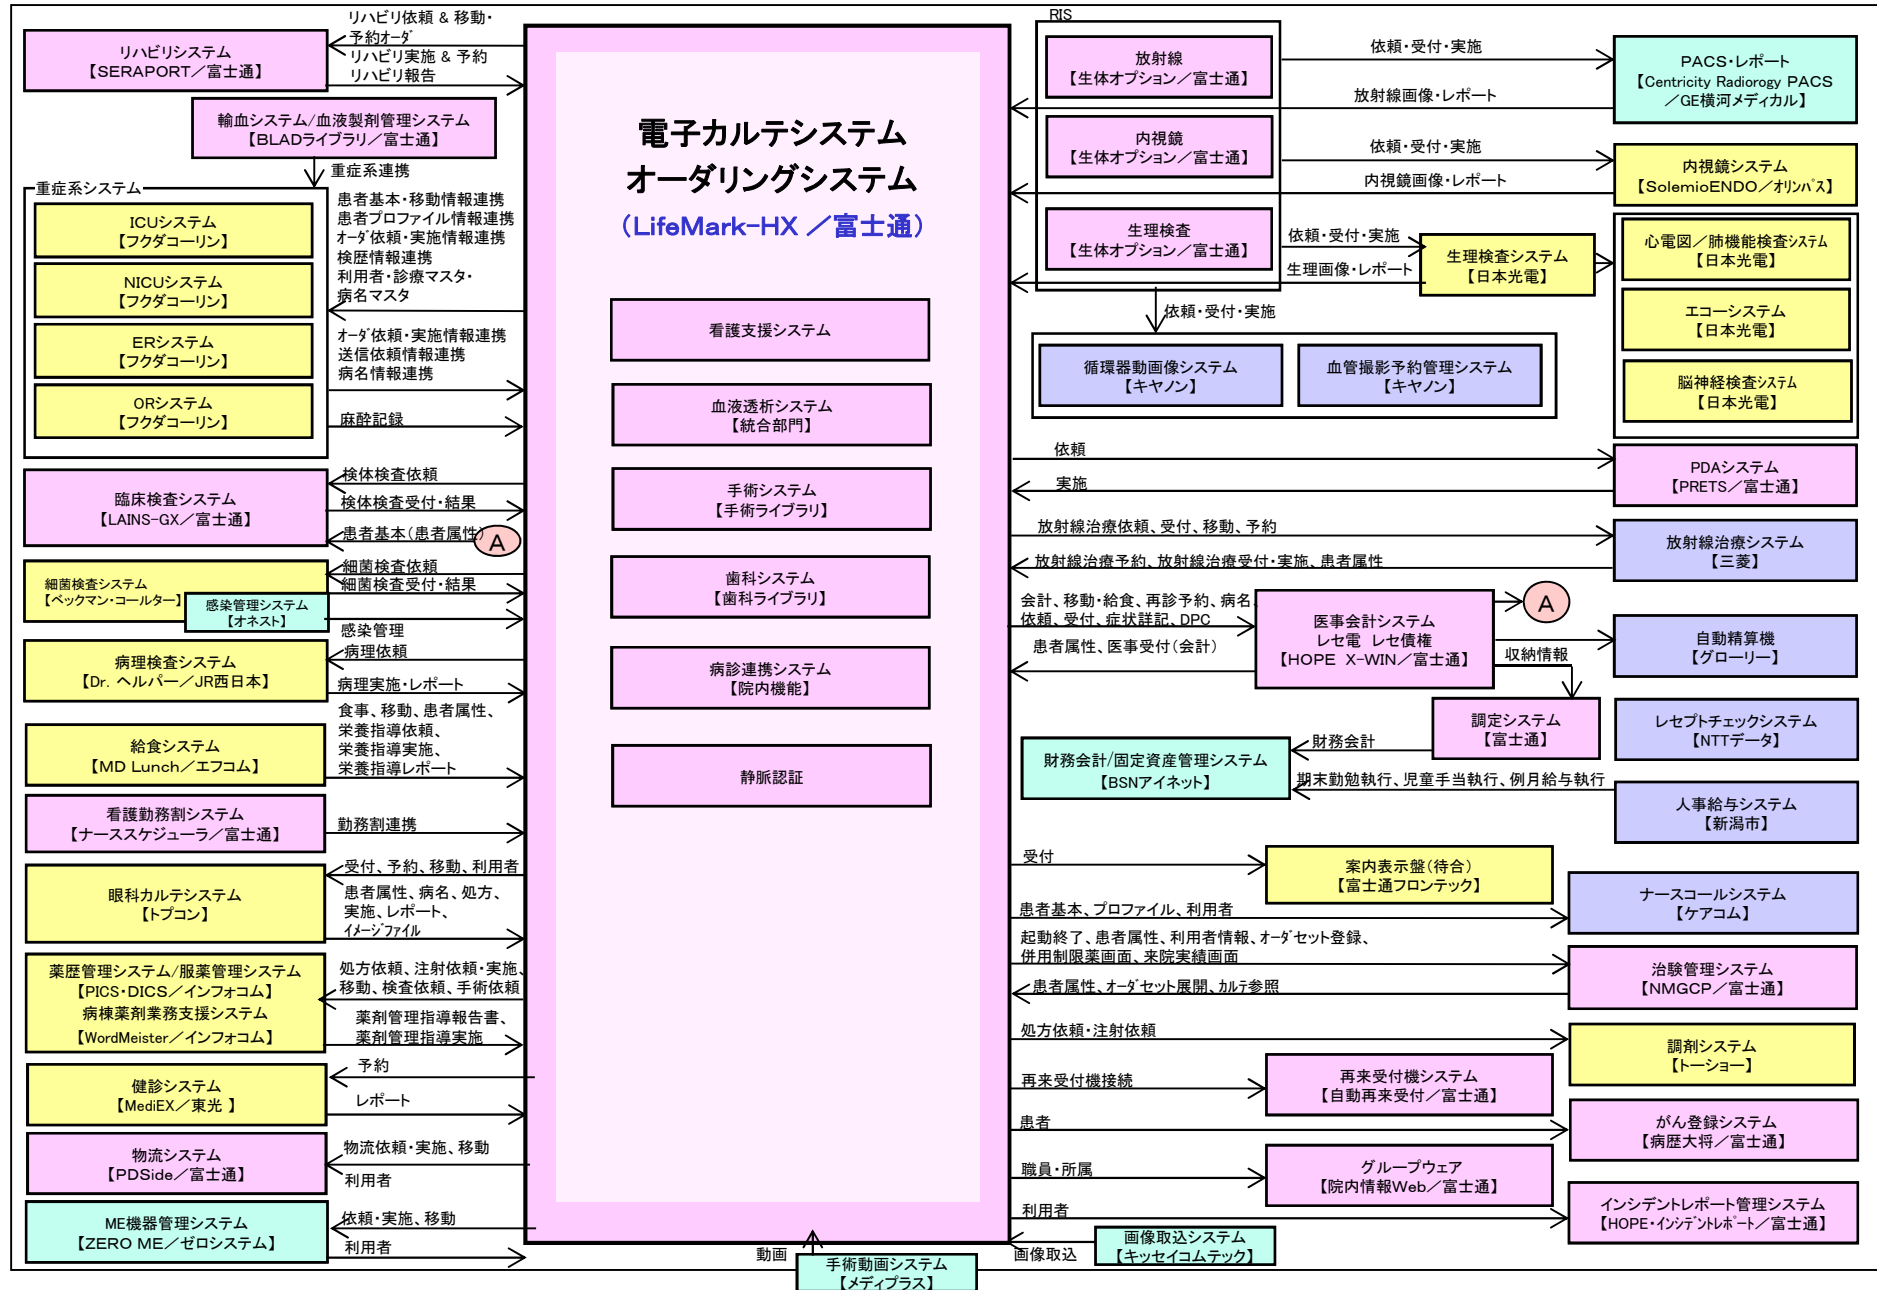 リハビリ依頼 & 移動・
予約オーダ
リハビリ実施 & 予約
リハビリ報告
リハビリシステム
【SERAPORT／富士通】
輸血システム/血液製剤管理システム
【BLADライブラリ／富士通】
重症系連携
重症系システム
ICUシステム
【フクダコーリン】
NICUシステム
【フクダコーリン】
ERシステム
【フクダコーリン】
ORシステム
【フクダコーリン】
患者基本・移動情報連携
患者プロファイル情報連携
オーダ依頼・実施情報連携
検歴情報連携
利用者・診療マスタ・
病名マスタ
オーダ依頼・実施情報連携
送信依頼情報連携
病名情報連携
麻酔記録
臨床検査システム
【LAINS-GX／富士通】
検体検査依頼
検体検査受付・結果
患者基本（患者属性）
A
細菌検査システム
【ベックマン・コールター】
細菌検査依頼
細菌検査受付・結果
感染管理システム
【オネスト】
感染管理
病理検査システム
【Dr. ヘルパー／JR西日本】
病理依頼
病理実施・レポート
給食システム
【MD Lunch／エフコム】
食事、移動、患者属性、
栄養指導依頼、
栄養指導実施、
栄養指導レポート
看護勤務割システム
【ナーススケジューラ／富士通】
勤務割連携
眼科カルテシステム
【トプコン】
受付、予約、移動、利用者
患者属性、病名、処方、
実施、レポート、
イメージファイル
薬歴管理システム/服薬管理システム
【PICS・DICS／インフォコム】
病棟薬剤業務支援システム
【WordMeister／インフォコム】
処方依頼、注射依頼・実施、
移動、検査依頼、手術依頼
薬剤管理指導報告書、
薬剤管理指導実施
健診システム
【MediEX／東光 】
予約
レポート
物流システム
【PDSide／富士通】
物流依頼・実施、移動
利用者
ME機器管理システム
【ZERO ME／ゼロシステム】
依頼・実施、移動
利用者
電子カルテシステム
オーダリングシステム
（LifeMark-HX ／富士通）
看護支援システム
血液透析システム
【統合部門】
手術システム
【手術ライブラリ】
歯科システム
【歯科ライブラリ】
病診連携システム
【院内機能】
静脈認証
動画
手術動画システム
【メディプラス】
RIS
放射線
【生体オプション／富士通】
内視鏡
【生体オプション／富士通】
生理検査
【生体オプション／富士通】
依頼・受付・実施
放射線画像・レポート
PACS・レポート
【Centricity Radiorogy PACS
／GE横河メディカル】
依頼・受付・実施
内視鏡画像・レポート
内視鏡システム
【SolemioENDO／オリンパス】
依頼・受付・実施
生理画像・レポート
生理検査システム
【日本光電】
心電図／肺機能検査システム
【日本光電】
エコーシステム
【日本光電】
脳神経検査システム
【日本光電】
依頼・受付・実施
循環器動画像システム
【キヤノン】
血管撮影予約管理システム
【キヤノン】
依頼
実施
PDAシステム
【PRETS／富士通】
放射線治療依頼、受付、移動、予約
放射線治療予約、放射線治療受付・実施、患者属性
放射線治療システム
【三菱】
会計、移動・給食、再診予約、病名、
依頼、受付、症状詳記、DPC
患者属性、医事受付（会計）
医事会計システム
レセ電 レセ債権
【HOPE X-WIN／富士通】
A
自動精算機
【グローリー】
収納情報
調定システム
【富士通】
レセプトチェックシステム
【NTTデータ】
財務会計
財務会計/固定資産管理システム
【BSNアイネット】
期末勤勉執行、児童手当執行、例月給与執行
人事給与システム
【新潟市】
受付
案内表示盤（待合）
【富士通フロンテック】
患者基本、プロファイル、利用者
ナースコールシステム
【ケアコム】
起動終了、患者属性、利用者情報、オーダセット登録、
併用制限薬画面、来院実績画面
患者属性、オーダセット展開、カルテ参照
治験管理システム
【NMGCP／富士通】
処方依頼・注射依頼
調剤システム
【トーショー】
再来受付機接続
再来受付機システム
【自動再来受付／富士通】
患者
がん登録システム
【病歴大将／富士通】
職員・所属
グループウェア
【院内情報Web／富士通】
利用者
インシデントレポート管理システム
【HOPE・インシデントレポート／富士通】
画像取込
画像取込システム
【キッセイコムテック】